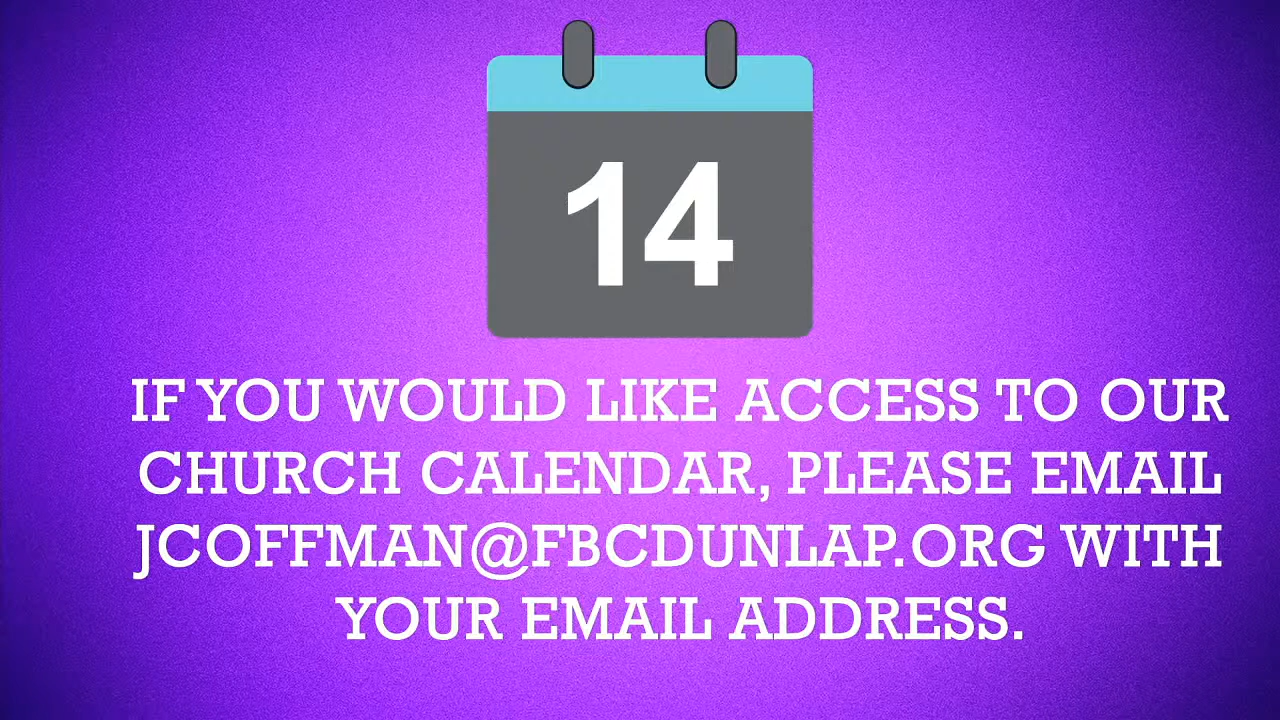 14
IF YOU WOULD LIKE ACCESS TO OUR
CHURCH CALENDAR, PLEASE EMAIL
JCOFFMAN@FBCDUNLAP.ORG WITH
YOUR EMAIL ADDRESS.